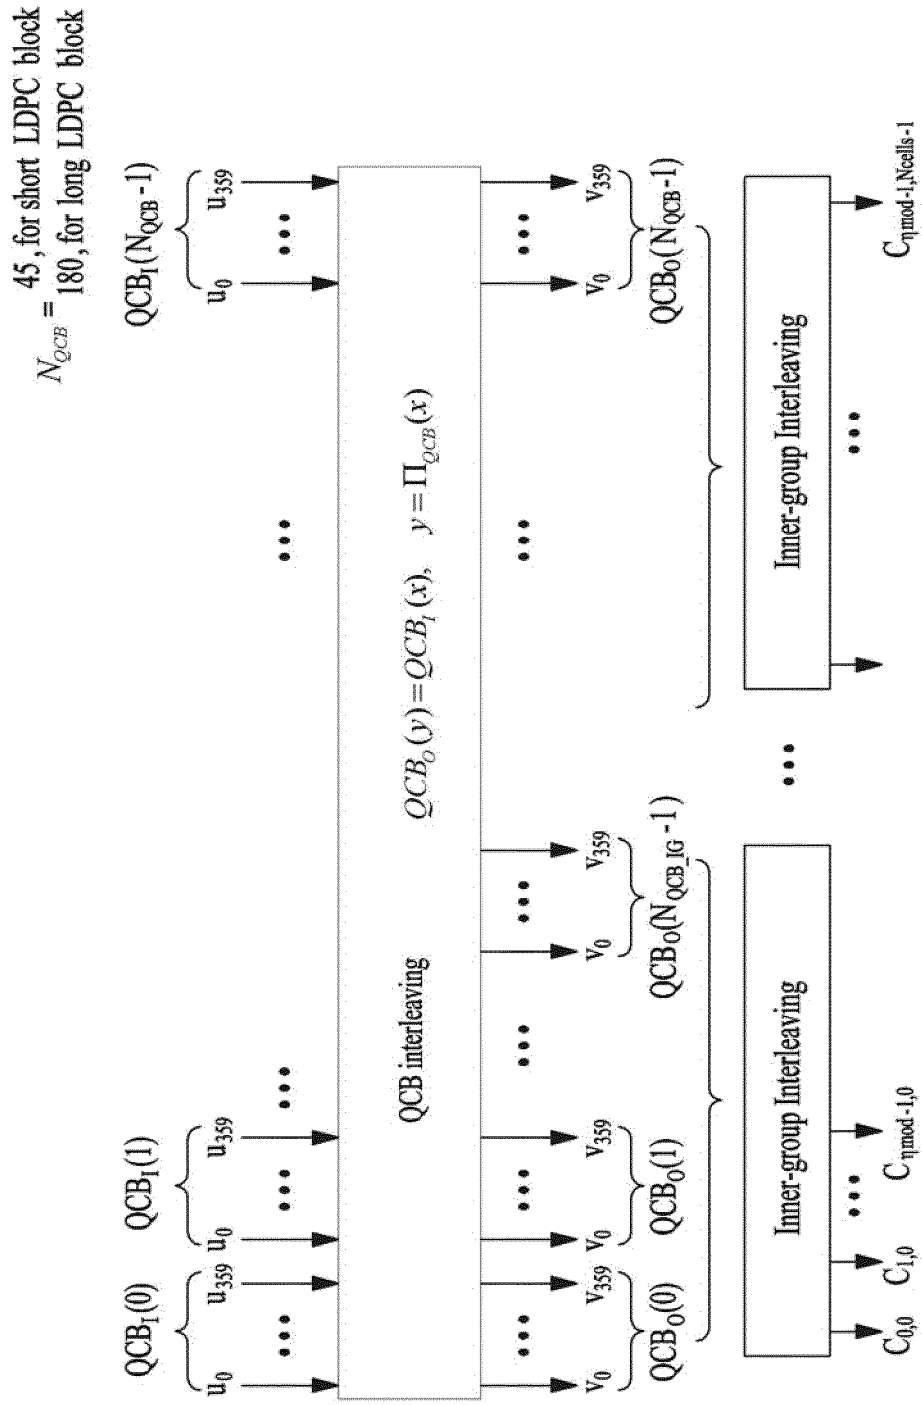 N_QCB = 45, for short LDPC block
180, for long LDPC block
QCB_I(0) QCB_I(1) QCB_I(N_QCB-1)
u_0 u_359 u_0 u_359 u_0 u_359
QCB interleaving QCB_O(y)=QCB_I(x), y=Π_QCB(x)
v_0 v_359 v_0 v_359 v_0 v_359 v_0 v_359
QCB_O(0) QCB_O(1) QCB_O(N_QCB_IG-1) QCB_O(N_QCB-1)
Inner-group Interleaving Inner-group Interleaving
C_0,0 C_1,0 C_ηmod-1,0 C_ηmod-1,Ncells-1